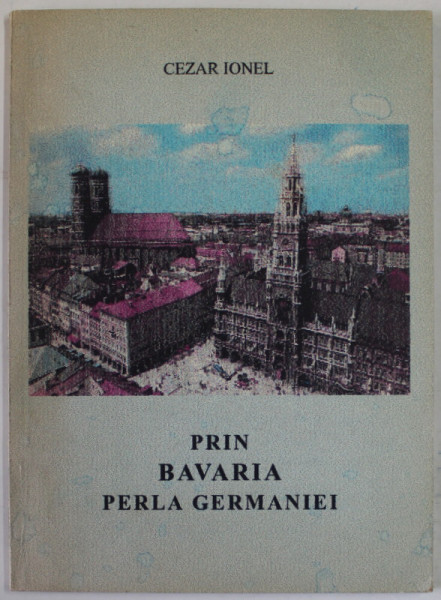 CEZAR IONEL
PRIN
BAVARIA
PERLA GERMANIEI